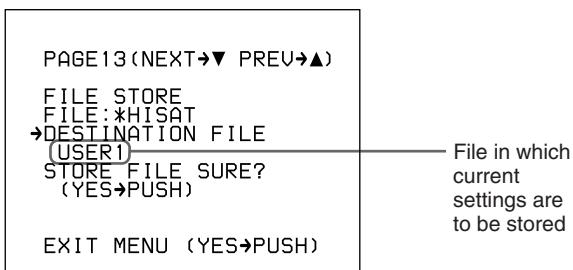 PAGE13(NEXT→▼ PREV→▲)
FILE STORE
FILE:*HISAT
→DESTINATION FILE
USER1
STORE FILE SURE?
(YES→PUSH)
EXIT MENU (YES→PUSH)
File in which
current
settings are
to be stored